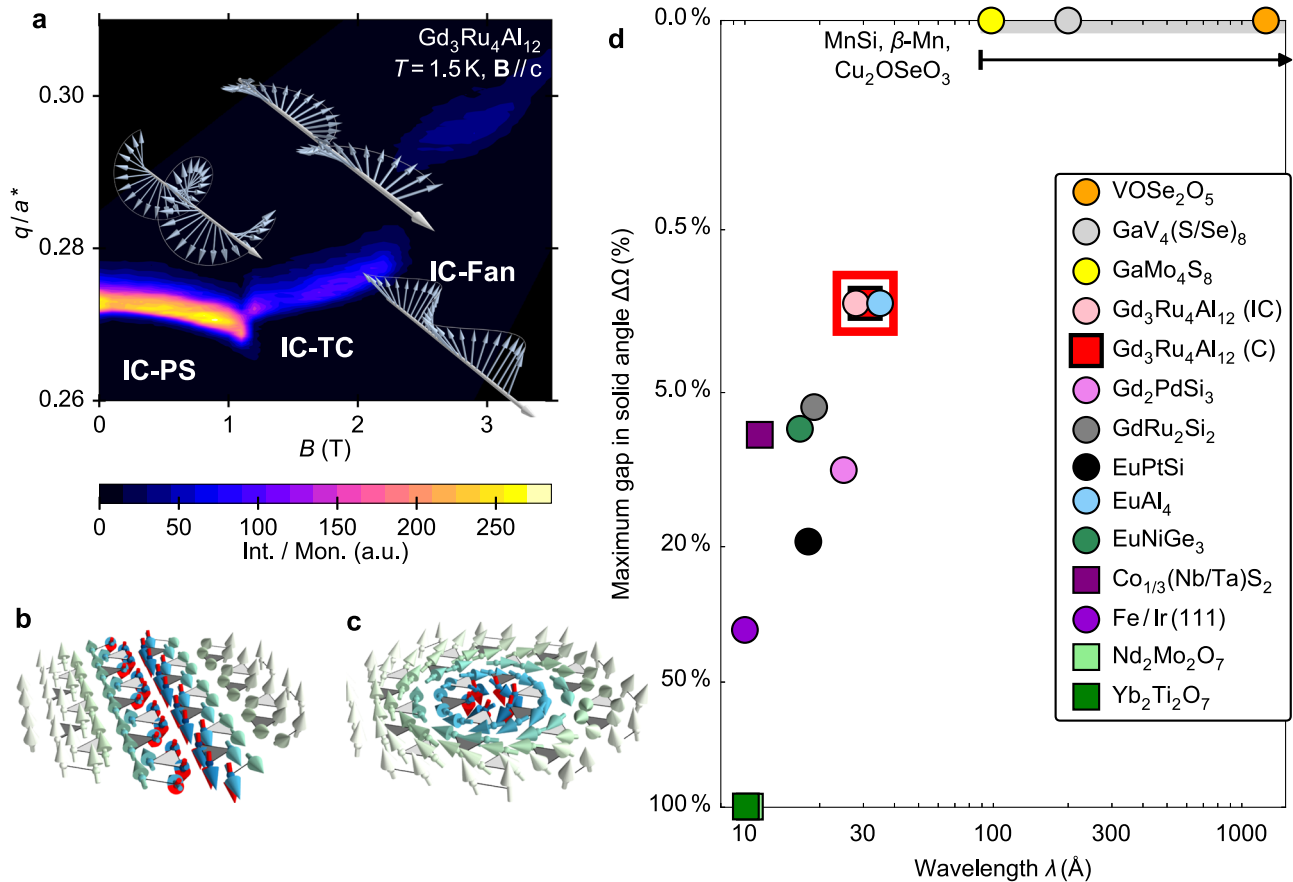 a
Gd₃Ru₄Al₁₂
T = 1.5 K, B // c
0.30
0.28
0.26
q / a*
IC-PS
IC-TC
IC-Fan
0
1
2
3
B (T)
0
50
100
150
200
250
Int. / Mon. (a.u.)
b
c
d
Maximum gap in solid angle ΔΩ (%)
0.0 %
0.5 %
5.0 %
20 %
50 %
100 %
MnSi, β-Mn,
Cu₂OSeO₃
VOSe₂O₅
GaV₄(S/Se)₈
GaMo₄S₈
Gd₃Ru₄Al₁₂ (IC)
Gd₃Ru₄Al₁₂ (C)
Gd₂PdSi₃
GdRu₂Si₂
EuPtSi
EuAl₄
EuNiGe₃
Co₁/₃(Nb/Ta)S₂
Fe / Ir (111)
Nd₂Mo₂O₇
Yb₂Ti₂O₇
10
30
100
300
1000
Wavelength λ (Å)